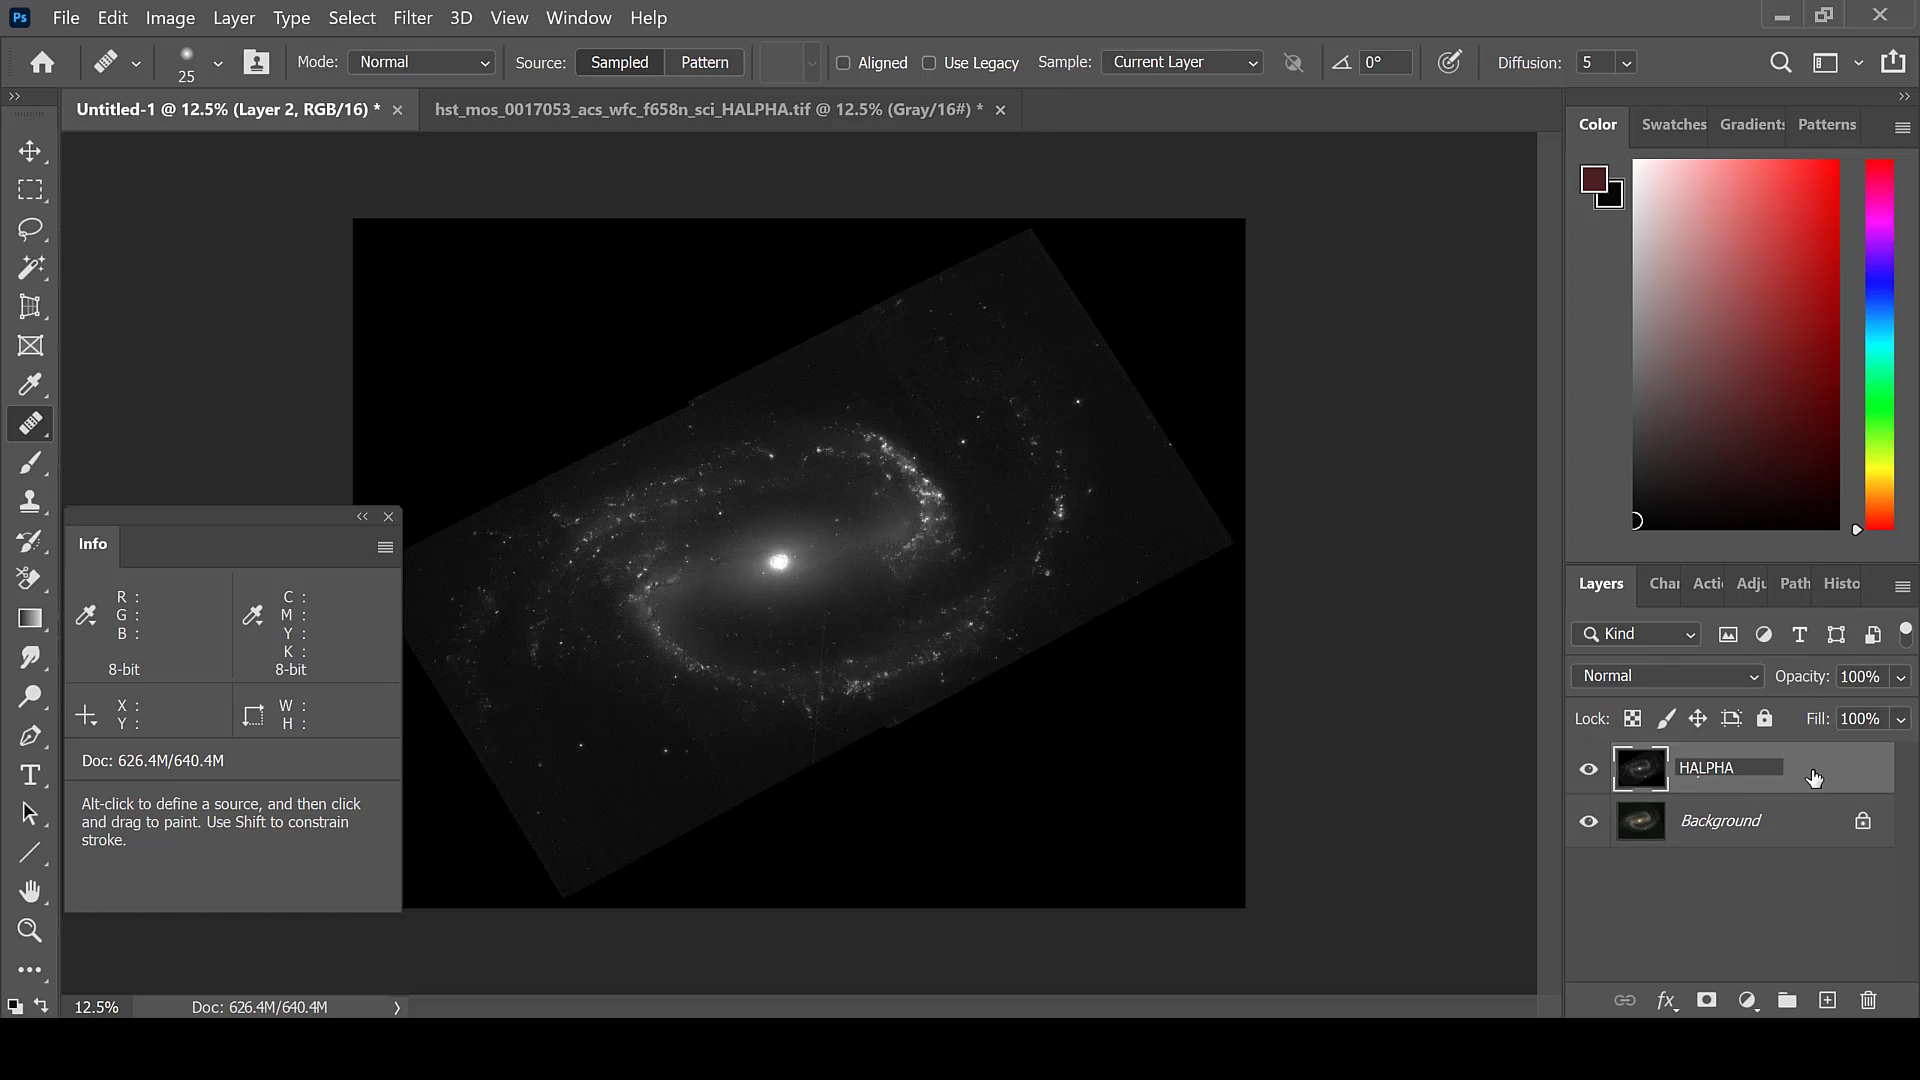 Ps File Edit Image Layer Type Select Filter 3D View Window Help
25 Mode: Normal Source: Sampled Pattern Aligned Use Legacy Sample: Current Layer 0° Diffusion: 5
Untitled-1 @ 12.5% (Layer 2, RGB/16) * hst_mos_0017053_acs_wfc_f658n_sci_HALPHA.tif @ 12.5% (Gray/16#) *
Color Swatches Gradients Patterns
Info
R :
G :
B :
8-bit
C :
M :
Y :
K :
8-bit
X :
Y :
W :
H :
Doc: 626.4M/640.4M
Alt-click to define a source, and then click
and drag to paint. Use Shift to constrain
stroke.
Layers Char Acti Adju Path Histo
Kind
Normal Opacity: 100%
Lock: Fill: 100%
HALPHA
Background
fx
12.5% Doc: 626.4M/640.4M